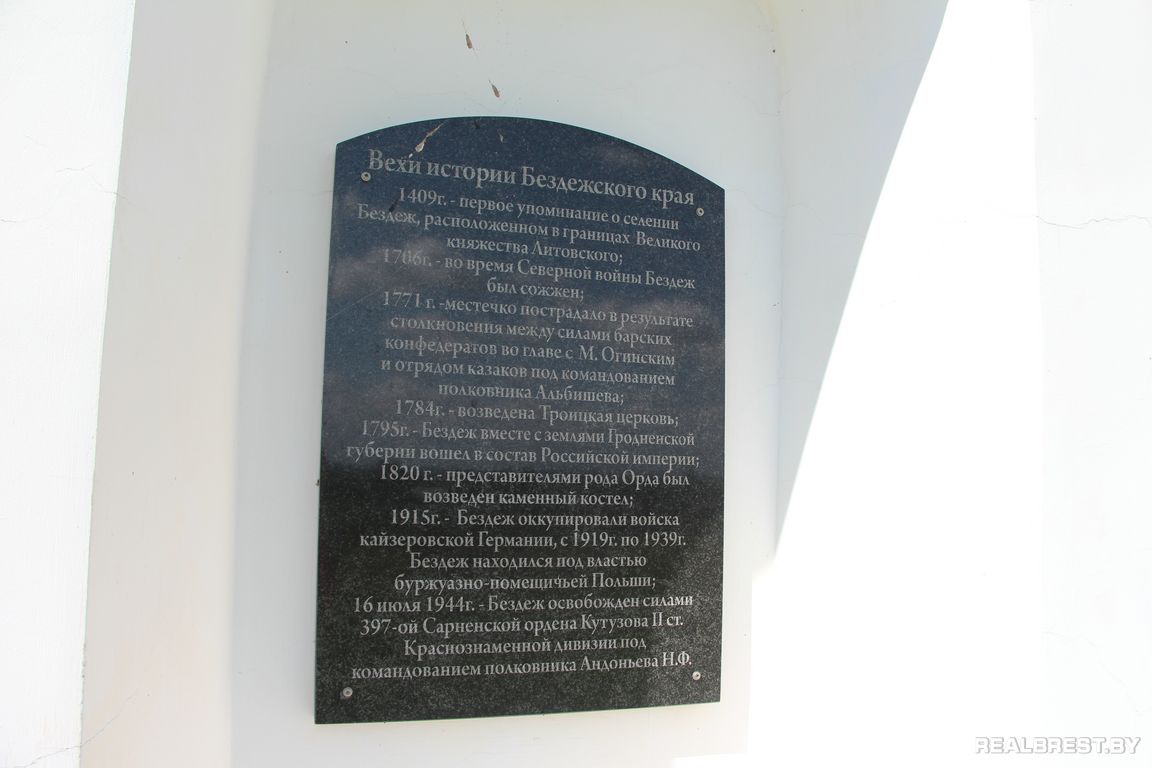 Вехи истории Бездежского края
1409г. - первое упоминание о селении
Бездеж, расположенном в границах Великого
княжества Литовского;
1706г. - во время Северной войны Бездеж
был сожжен;
1771 г. -местечко пострадало в результате
столкновения между силами барских
конфедератов во главе с М. Огинским
и отрядом казаков под командованием
полковника Альбишева;
1784г. - возведена Троицкая церковь;
1795г. - Бездеж вместе с землями Гродненской
губернии вошел в состав Российской империи;
1820 г. - представителями рода Орда был
возведен каменный костел;
1915г. - Бездеж оккупировали войска
кайзеровской Германии, с 1919г. по 1939г.
Бездеж находился под властью
буржуазно-помещичьей Польши;
16 июля 1944г. - Бездеж освобожден силами
397-ой Сарненской ордена Кутузова II ст.
Краснознаменной дивизии под
командованием полковника Андоньева Н.Ф.
REALBREST.BY